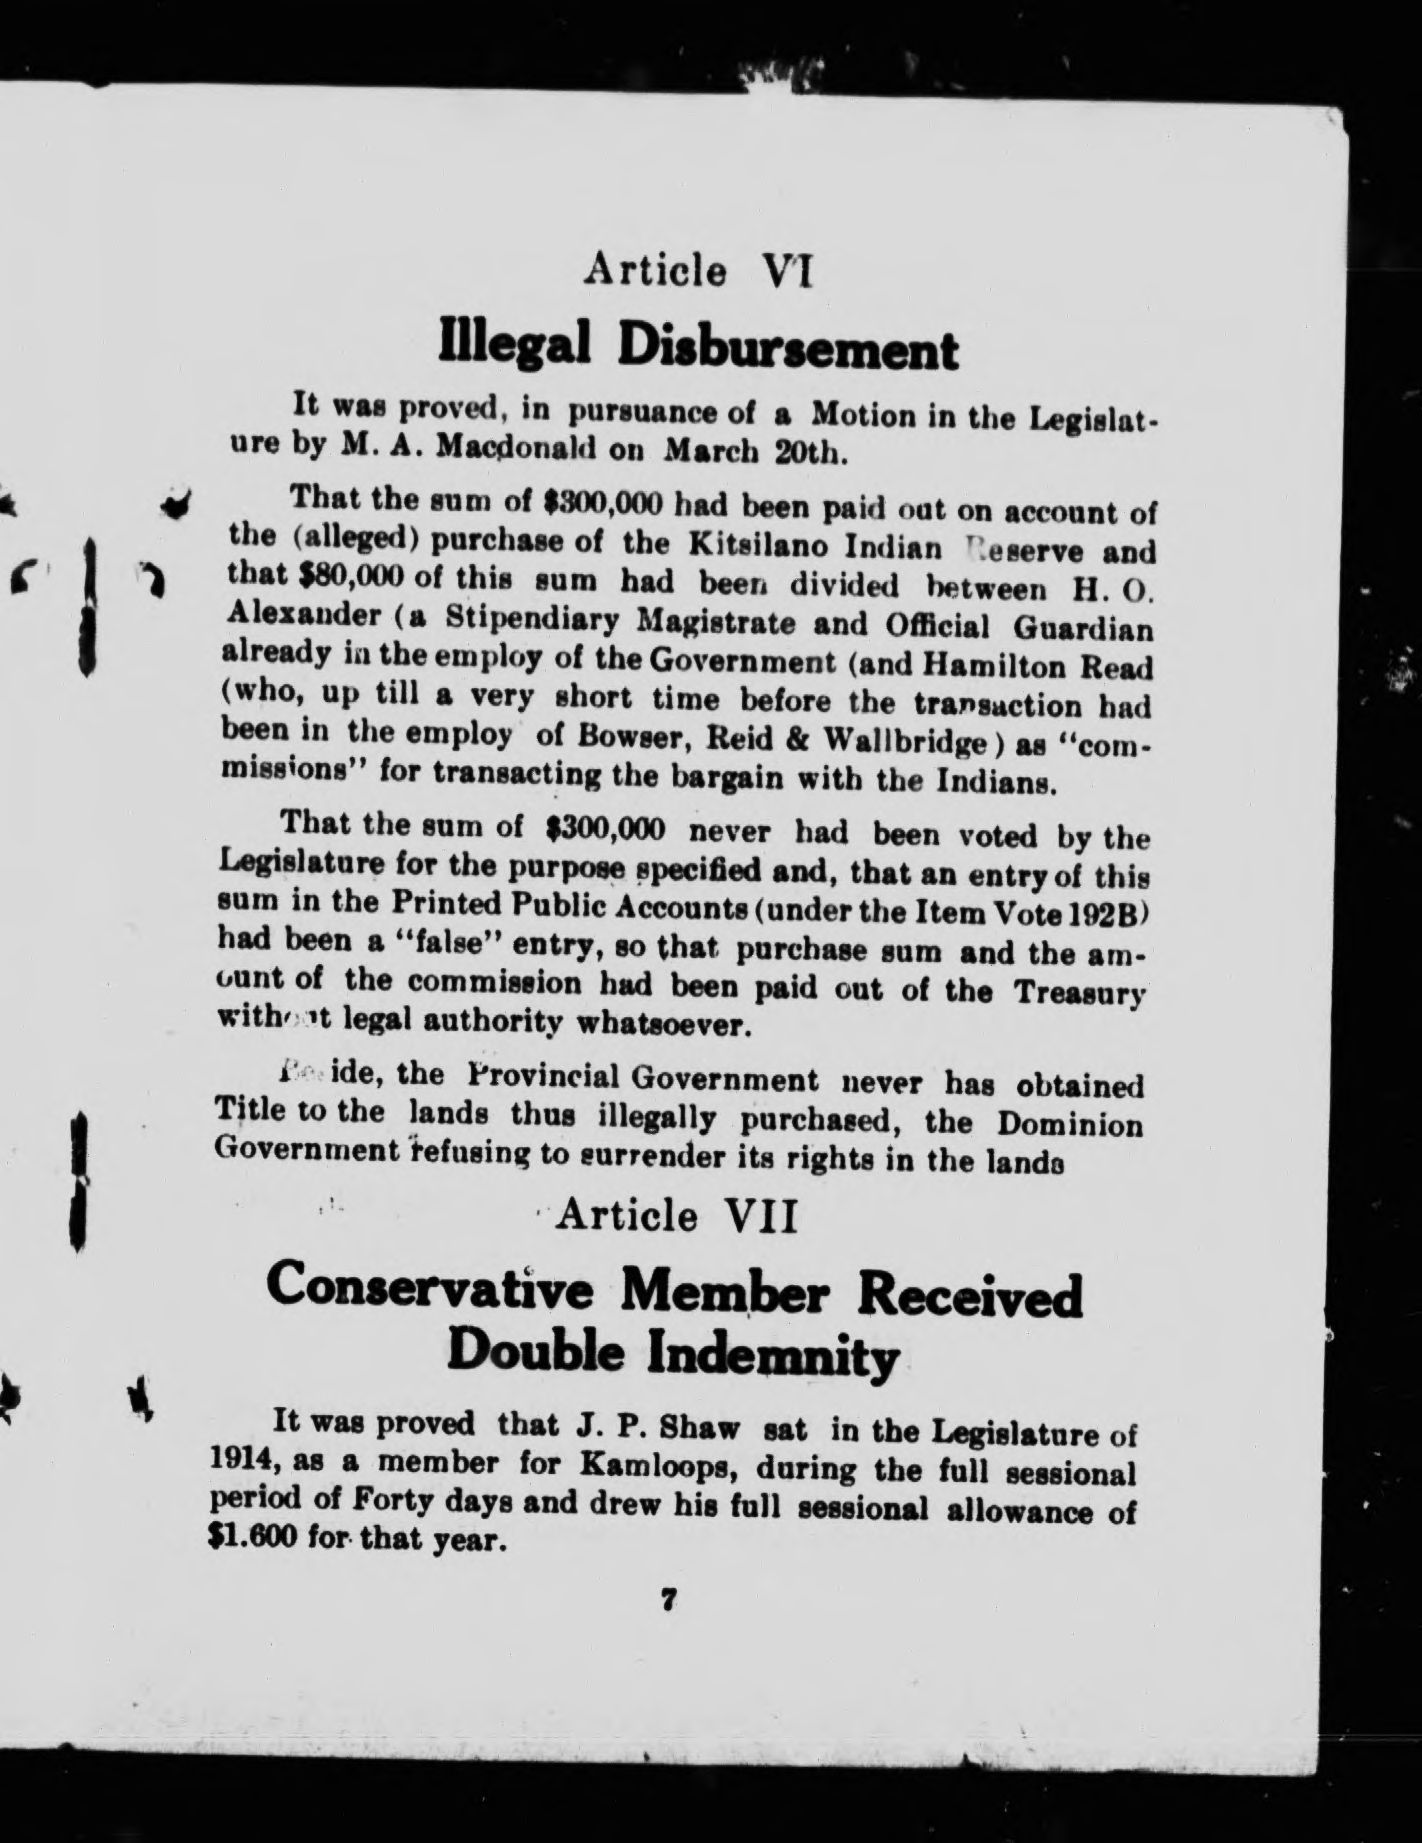 Article VI
Illegal Disbursement
It was proved, in pursuance of a Motion in the Legislat-
ure by M. A. Macdonald on March 20th.
That the sum of $300,000 had been paid out on account of
the (alleged) purchase of the Kitsilano Indian Reserve and
that $80,000 of this sum had been divided between H. O.
Alexander (a Stipendiary Magistrate and Official Guardian
already in the employ of the Government (and Hamilton Read
(who, up till a very short time before the transaction had
been in the employ of Bowser, Reid & Wallbridge) as "com-
missions" for transacting the bargain with the Indians.
That the sum of $300,000 never had been voted by the
Legislature for the purpose specified and, that an entry of this
sum in the Printed Public Accounts (under the Item Vote 192B)
had been a "false" entry, so that purchase sum and the am-
ount of the commission had been paid out of the Treasury
without legal authority whatsoever.
Beside, the Provincial Government never has obtained
Title to the lands thus illegally purchased, the Dominion
Government refusing to surrender its rights in the lands
Article VII
Conservative Member Received
Double Indemnity
It was proved that J. P. Shaw sat in the Legislature of
1914, as a member for Kamloops, during the full sessional
period of Forty days and drew his full sessional allowance of
$1.600 for that year.
7